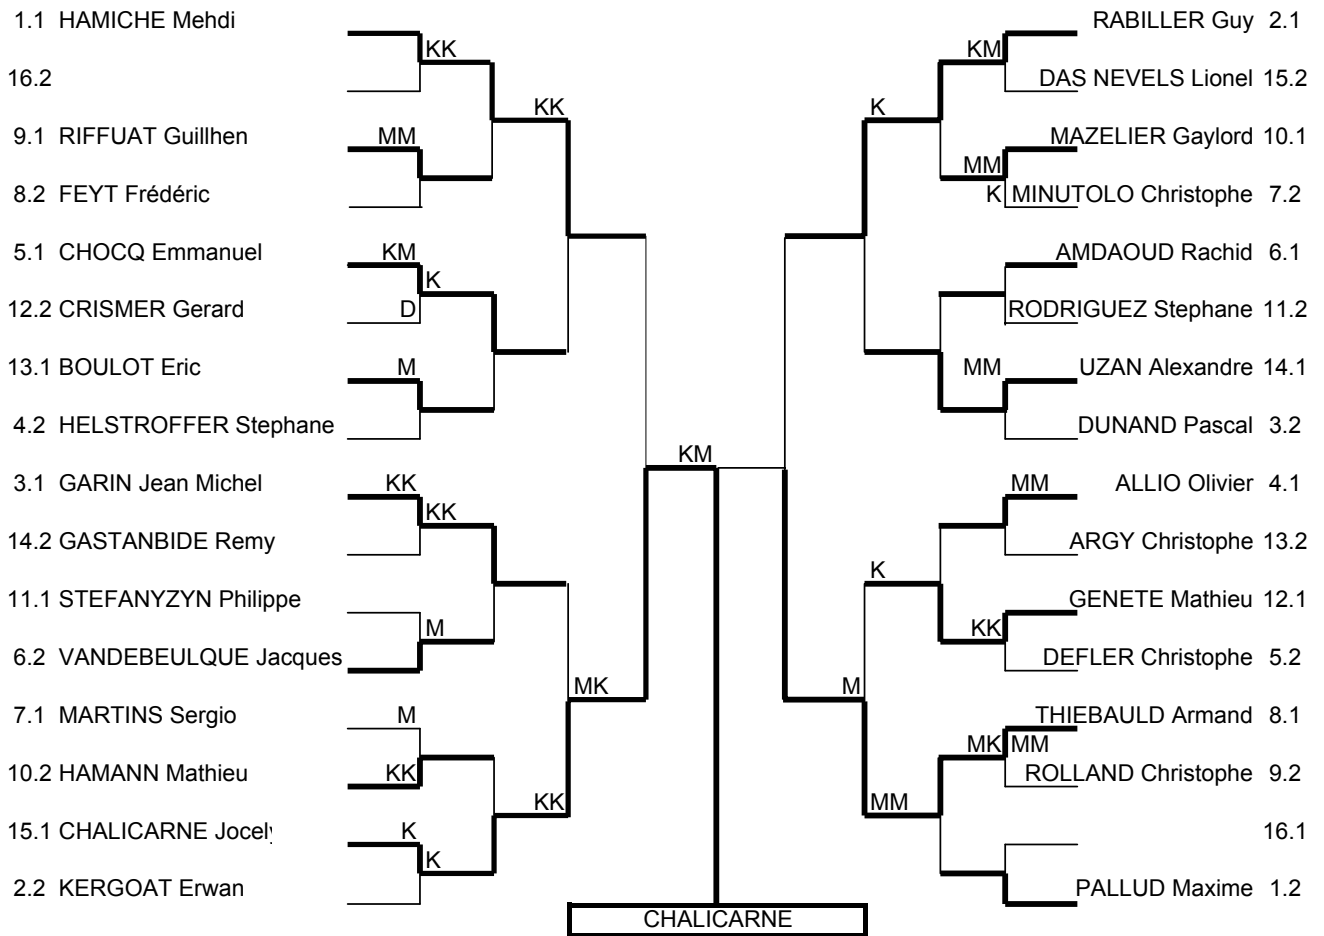 1.1 HAMICHE Mehdi
KK
16.2
KK
9.1 RIFFUAT Guillhen
MM
8.2 FEYT Frédéric
5.1 CHOCQ Emmanuel
KM
K
12.2 CRISMER Gerard
D
13.1 BOULOT Eric
M
4.2 HELSTROFFER Stephane
KM
3.1 GARIN Jean Michel
KK
KK
14.2 GASTANBIDE Remy
11.1 STEFANYZYN Philippe
M
6.2 VANDEBEULQUE Jacques
MK
7.1 MARTINS Sergio
M
10.2 HAMANN Mathieu
KK
KK
15.1 CHALICARNE Jocely
K
K
2.2 KERGOAT Erwan
RABILLER Guy 2.1
KM
DAS NEVELS Lionel 15.2
K
MAZELIER Gaylord 10.1
MM
K MINUTOLO Christophe 7.2
AMDAOUD Rachid 6.1
RODRIGUEZ Stephane 11.2
MM UZAN Alexandre 14.1
DUNAND Pascal 3.2
MM ALLIO Olivier 4.1
ARGY Christophe 13.2
K
GENETE Mathieu 12.1
KK
DEFLER Christophe 5.2
M
THIEBAULD Armand 8.1
MK MM
ROLLAND Christophe 9.2
MM
16.1
PALLUD Maxime 1.2
CHALICARNE